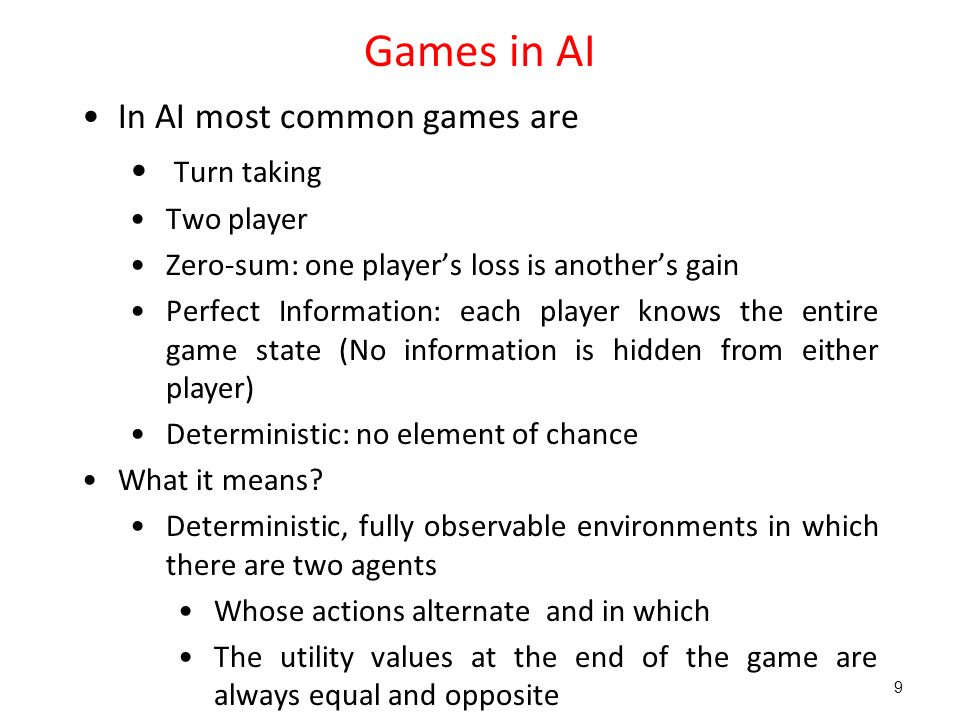 Games in AI
• In AI most common games are
• Turn taking
• Two player
• Zero-sum: one player’s loss is another’s gain
• Perfect Information: each player knows the entire
game state (No information is hidden from either
player)
• Deterministic: no element of chance
• What it means?
• Deterministic, fully observable environments in which
there are two agents
• Whose actions alternate and in which
• The utility values at the end of the game are
always equal and opposite
9